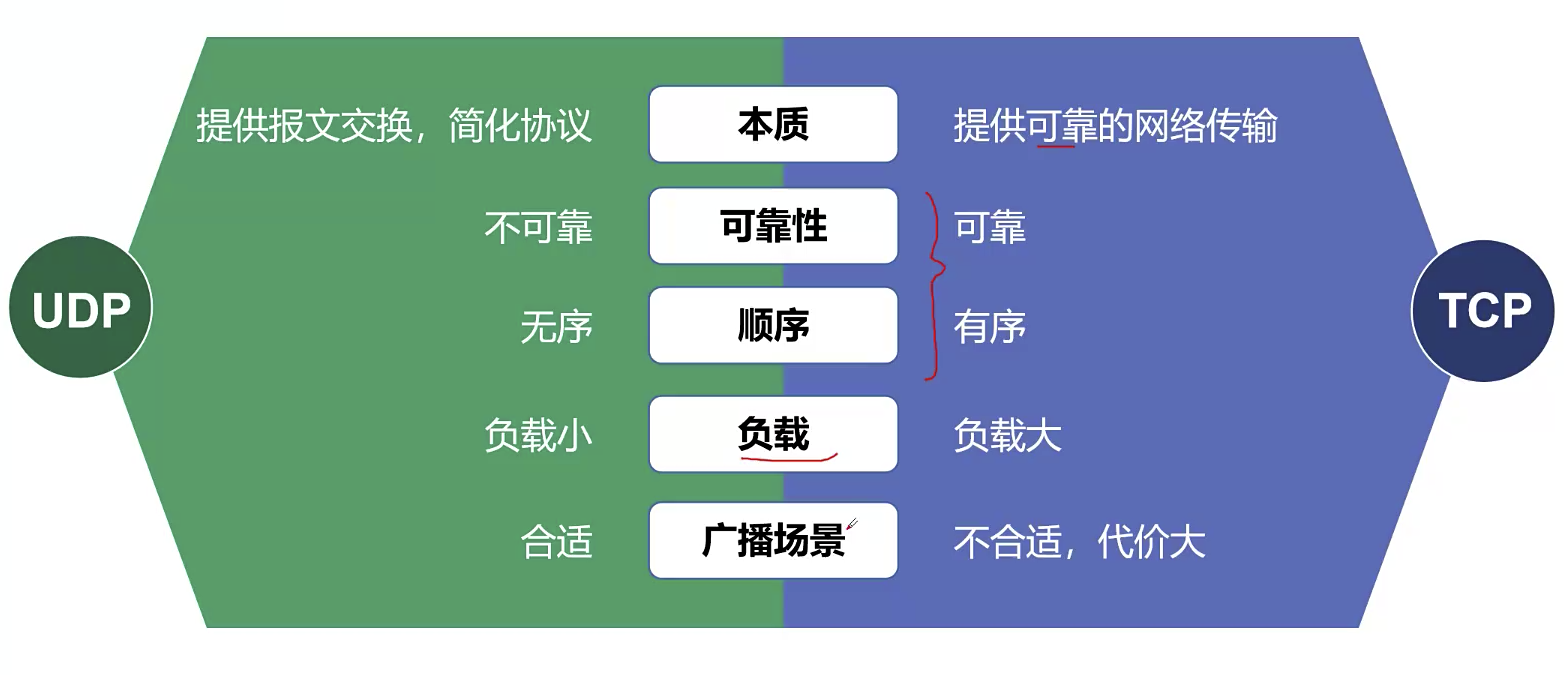 提供报文交换，简化协议 本质 提供可靠的网络传输
不可靠 可靠性 可靠
UDP
无序 顺序 有序
TCP
负载小 负载 负载大
合适 广播场景 不合适，代价大